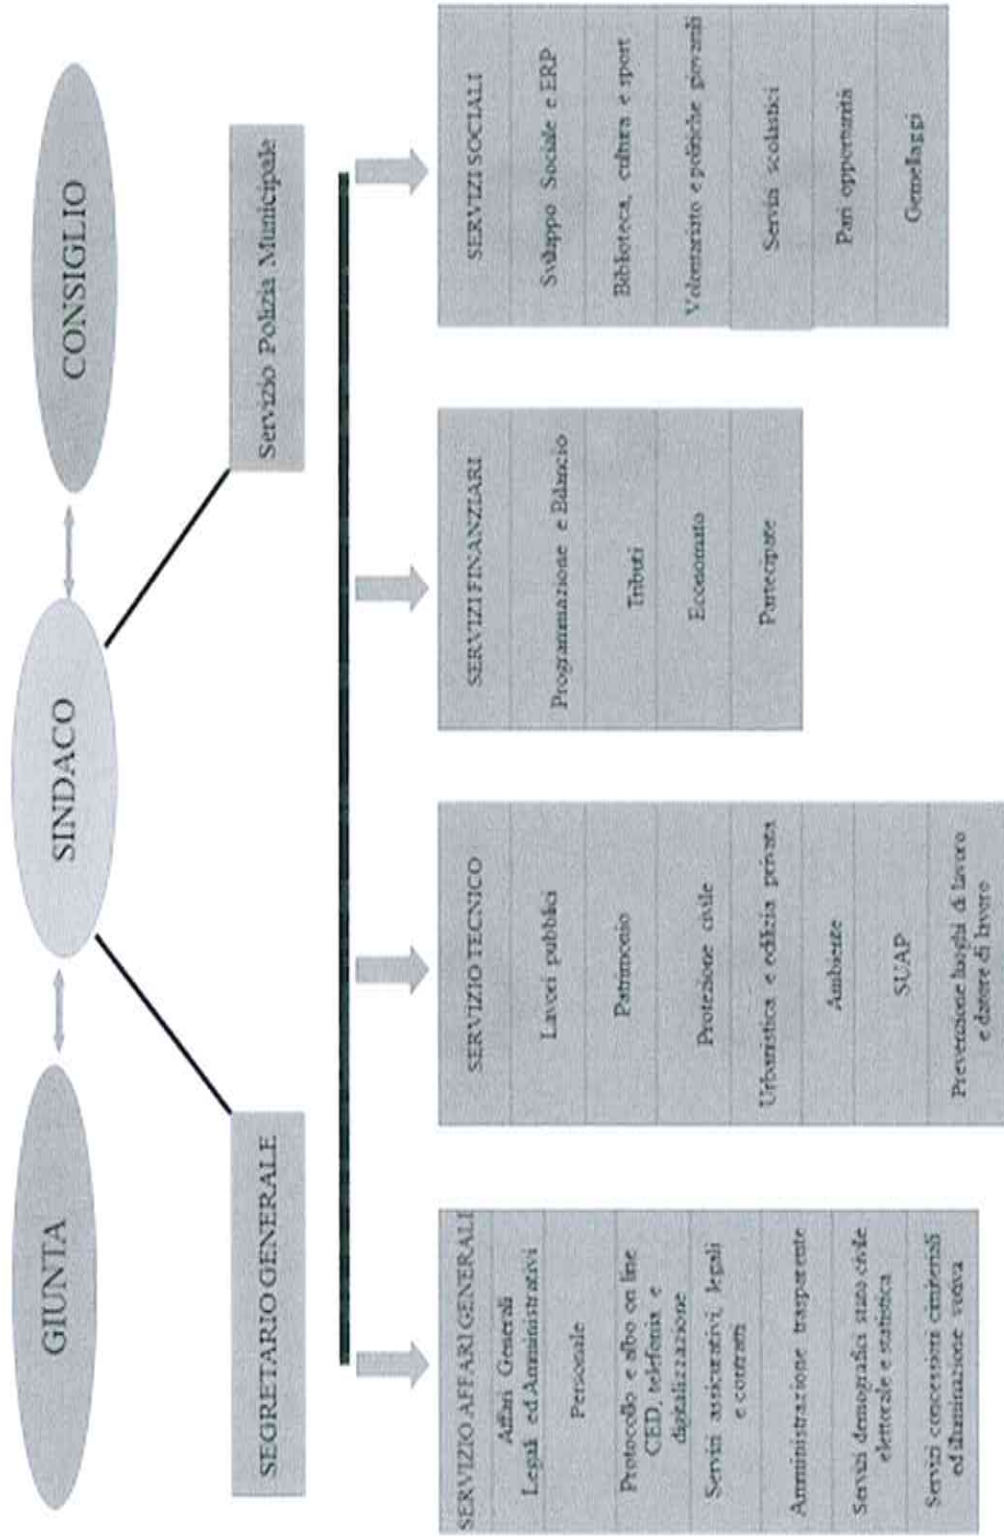 GIUNTA
SINDACO
CONSIGLIO
SEGRETARIO GENERALE
Servizio Polizia Municipale
SERVIZIO AFFARI GENERALI
Affari Generali
Legali ed Amministrativi
Personale
Protocollo e albo on line
CED, telefonia e
digitalizzazione
Servizi assicurativi, legali
e contratti
Amministrazione trasparente
Servizi demografici stato civile
elettorale e statistica
Servizi concessioni cimiteriali
ed illuminazione votiva
SERVIZIO TECNICO
Lavori pubblici
Patrimonio
Protezione civile
Urbanistica e edilizia privata
Ambiente
SUAP
Prevenzione luoghi di lavoro
e datore di lavoro
SERVIZI FINANZIARI
Programmazione e Bilancio
Tributi
Economato
Partecipate
SERVIZI SOCIALI
Sviluppo Sociale e ERP
Biblioteca, cultura e sport
Volontariato e politiche giovanili
Servizi scolastici
Pari opportunità
Gemellaggi